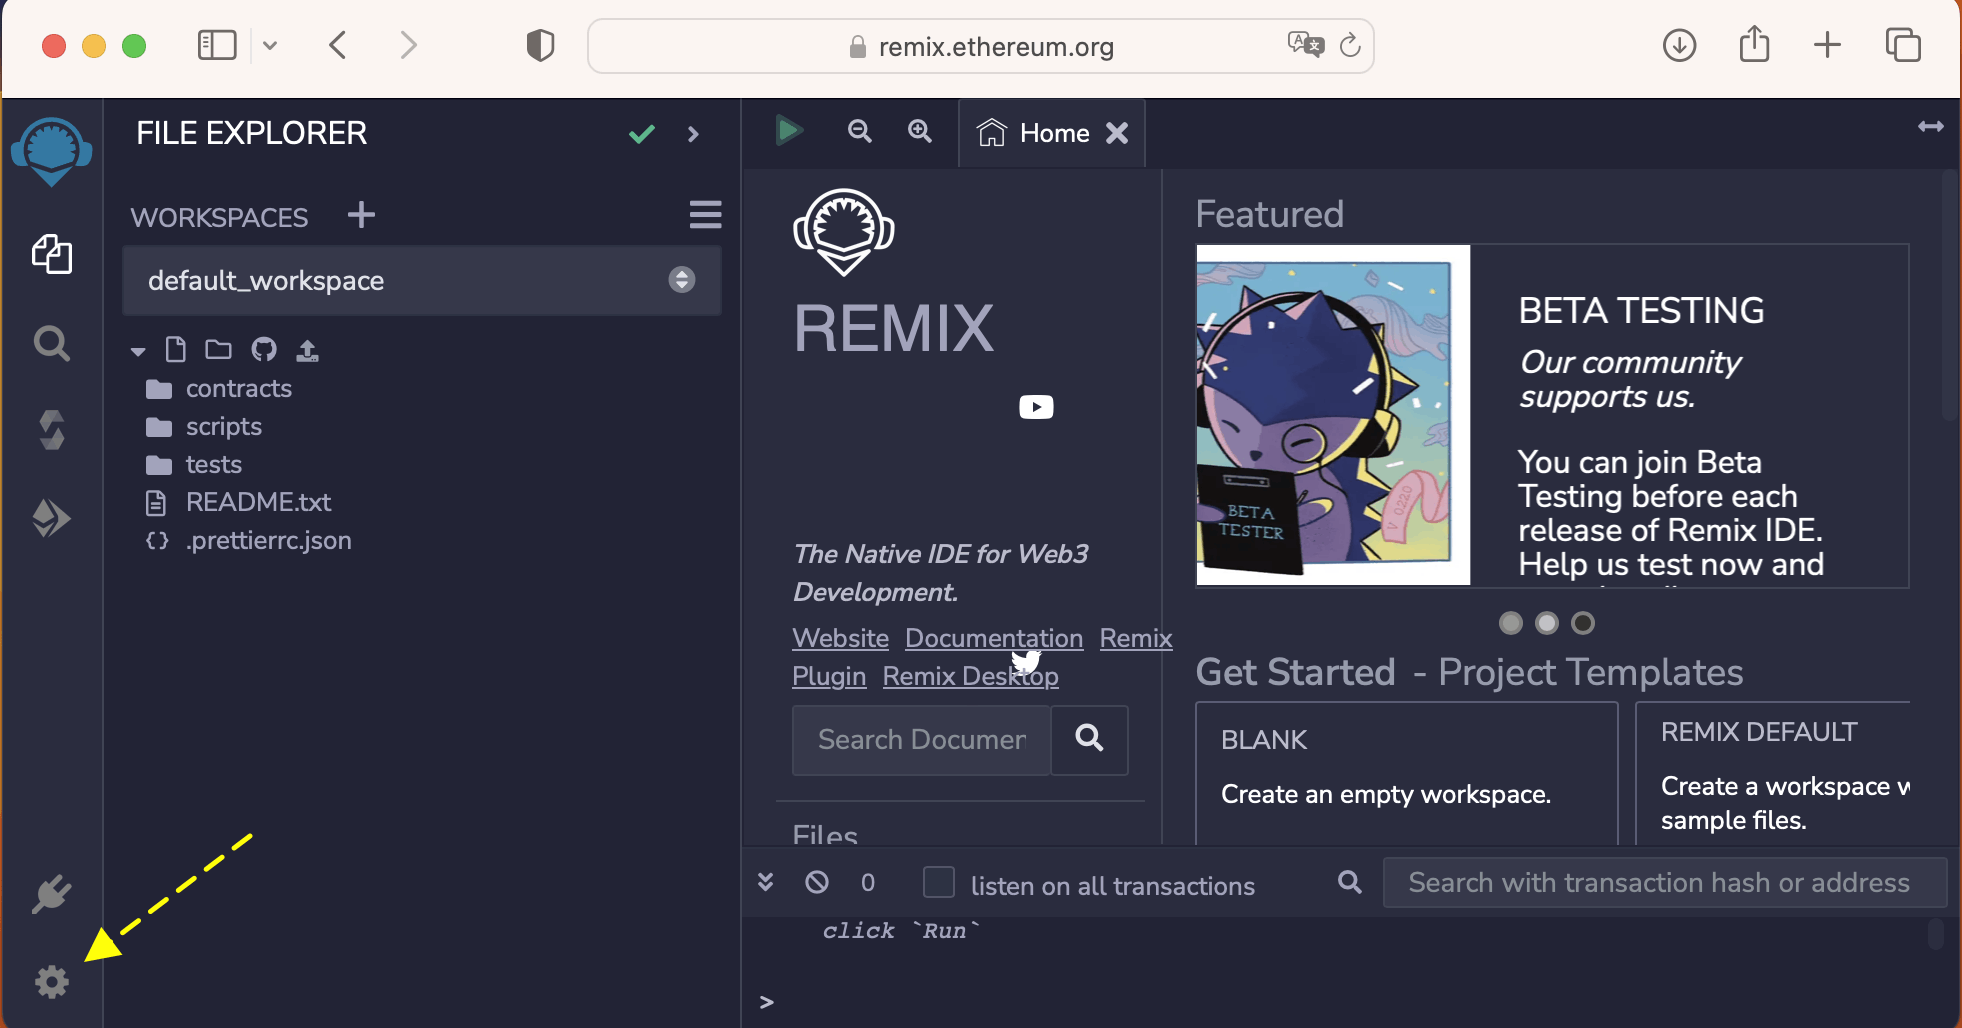 remix.ethereum.org
FILE EXPLORER
WORKSPACES
default_workspace
contracts
scripts
tests
README.txt
.prettierrc.json
Home
REMIX
The Native IDE for Web3
Development.
Website Documentation Remix
Plugin Remix Desktop
Search Documen
Files
Featured
BETA TESTER
V 0220
BETA TESTING
Our community
supports us.
You can join Beta
Testing before each
release of Remix IDE.
Help us test now and
Get Started - Project Templates
BLANK
Create an empty workspace.
REMIX DEFAULT
Create a workspace w
sample files.
0
listen on all transactions
Search with transaction hash or address
click `Run`
>